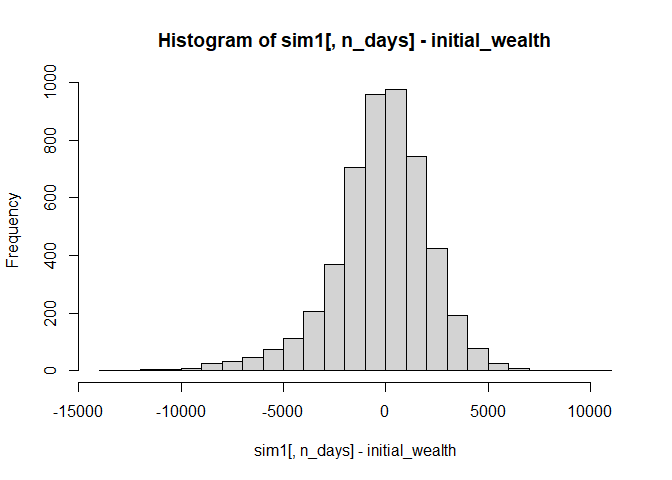 Histogram of sim1[, n_days] - initial_wealth
Frequency
1000
800
600
400
200
0
-15000 -10000 -5000 0 5000 10000
sim1[, n_days] - initial_wealth